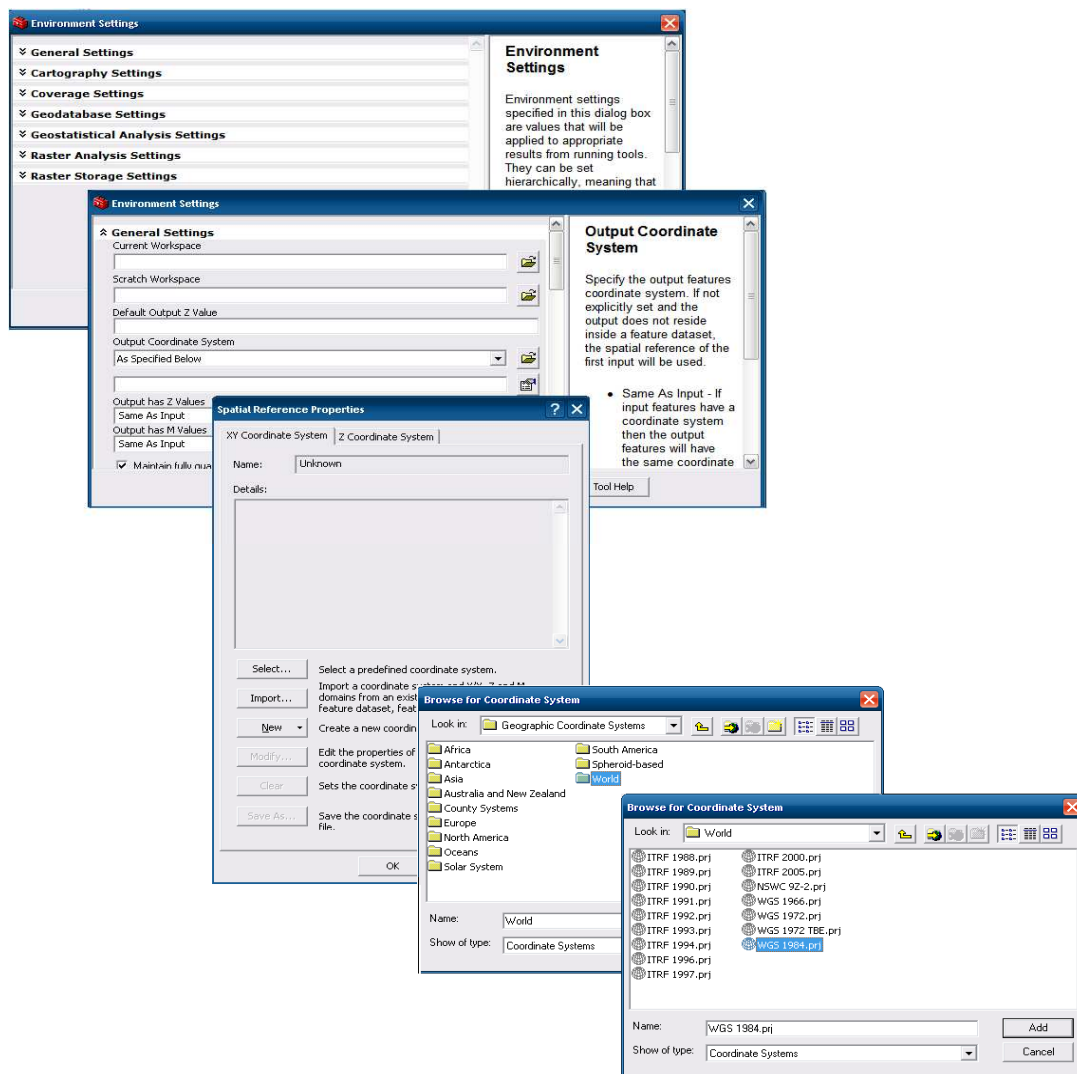 Environment Settings
General Settings
Cartography Settings
Coverage Settings
Geodatabase Settings
Geostatistical Analysis Settings
Raster Analysis Settings
Raster Storage Settings
Environment
Settings
Environment settings
specified in this dialog box
are values that will be
applied to appropriate
results from running tools.
They can be set
hierarchically, meaning that
Environment Settings
General Settings
Current Workspace
Scratch Workspace
Default Output Z Value
Output Coordinate System
As Specified Below
Output has Z Values
Same As Input
Output has M Values
Same As Input
Maintain fully qua
Output Coordinate
System
Specify the output features
coordinate system. If not
explicitly set and the
output does not reside
inside a feature dataset,
the spatial reference of the
first input will be used.
• Same As Input - If
input features have a
coordinate system
then the output
features will have
the same coordinate
Tool Help
Spatial Reference Properties
XY Coordinate System
Z Coordinate System
Name: Unknown
Details:
Select... Select a predefined coordinate system.
Import... Import a coordinate system and X/Y, Z and M
domains from an exist
feature dataset, feat
New Create a new coordin
Modify... Edit the properties of
coordinate system.
Clear Sets the coordinate sy
Save As... Save the coordinate s
file.
OK
Browse for Coordinate System
Look in: Geographic Coordinate Systems
Africa
Antarctica
Asia
Australia and New Zealand
County Systems
Europe
North America
Oceans
Solar System
South America
Spheroid-based
World
Name: World
Show of type: Coordinate Systems
Browse for Coordinate System
Look in: World
ITRF 1988.prj
ITRF 1989.prj
ITRF 1990.prj
ITRF 1991.prj
ITRF 1992.prj
ITRF 1993.prj
ITRF 1994.prj
ITRF 1996.prj
ITRF 1997.prj
ITRF 2000.prj
ITRF 2005.prj
NSWC 9Z-2.prj
WGS 1966.prj
WGS 1972.prj
WGS 1972 TBE.prj
WGS 1984.prj
Name: WGS 1984.prj
Add
Show of type: Coordinate Systems
Cancel